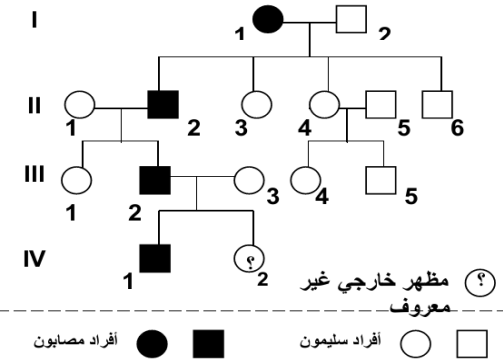 I
1 2
II
1 2 3 4 5 6
III
1 2 3 4 5
IV
1 ؟ 2
؟ مظهر خارجي غير
معروف
أفراد سليمون
أفراد مصابون